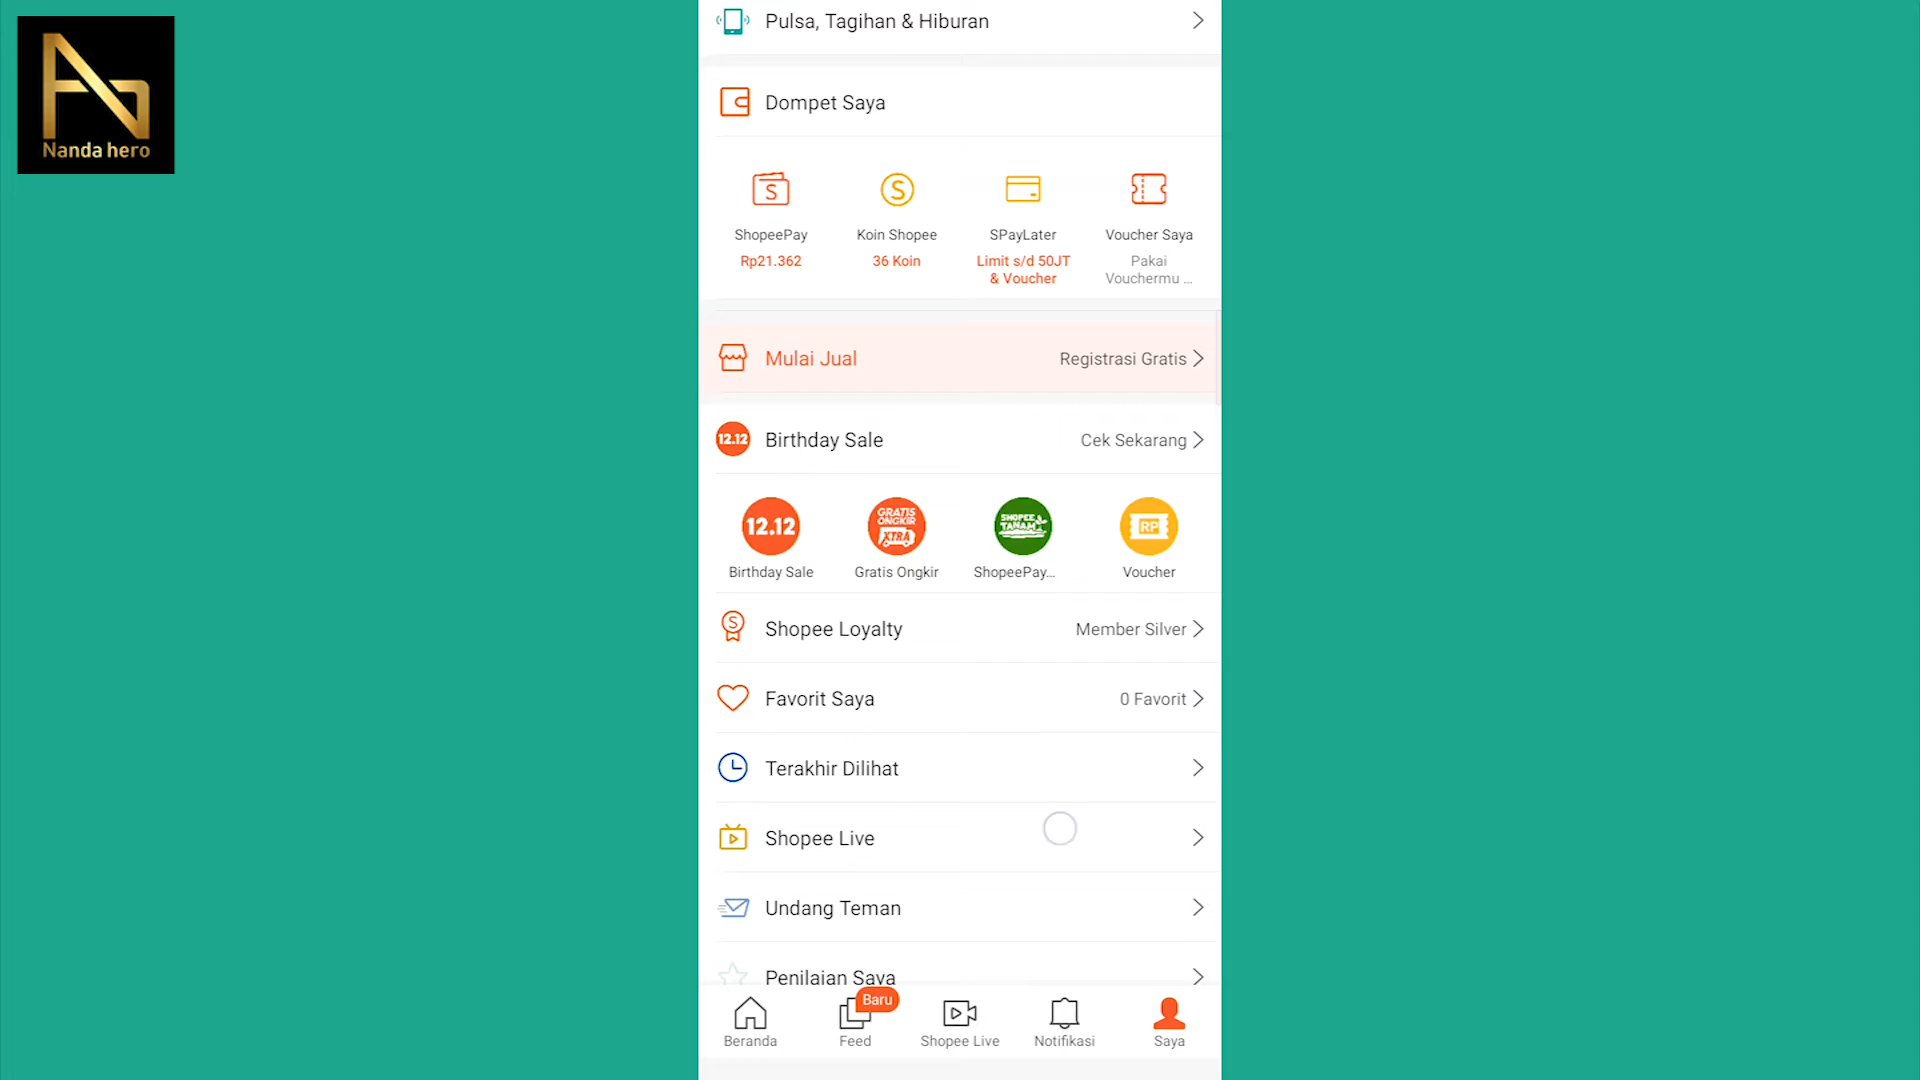 Nanda hero
Pulsa, Tagihan & Hiburan
Dompet Saya
S
S
ShopeePay
Koin Shopee
SPayLater
Voucher Saya
Rp21.362
36 Koin
Limit s/d 50JT
& Voucher
Pakai
Vouchermu ...
Mulai Jual
Registrasi Gratis
12.12
Birthday Sale
Cek Sekarang
12.12
GRATIS
ONGKIR
XTRA
SHOPEE
TANAM
RP
Birthday Sale
Gratis Ongkir
ShopeePay...
Voucher
S
Shopee Loyalty
Member Silver
Favorit Saya
0 Favorit
Terakhir Dilihat
Shopee Live
Undang Teman
Penilaian Saya
Baru
Beranda
Feed
Shopee Live
Notifikasi
Saya